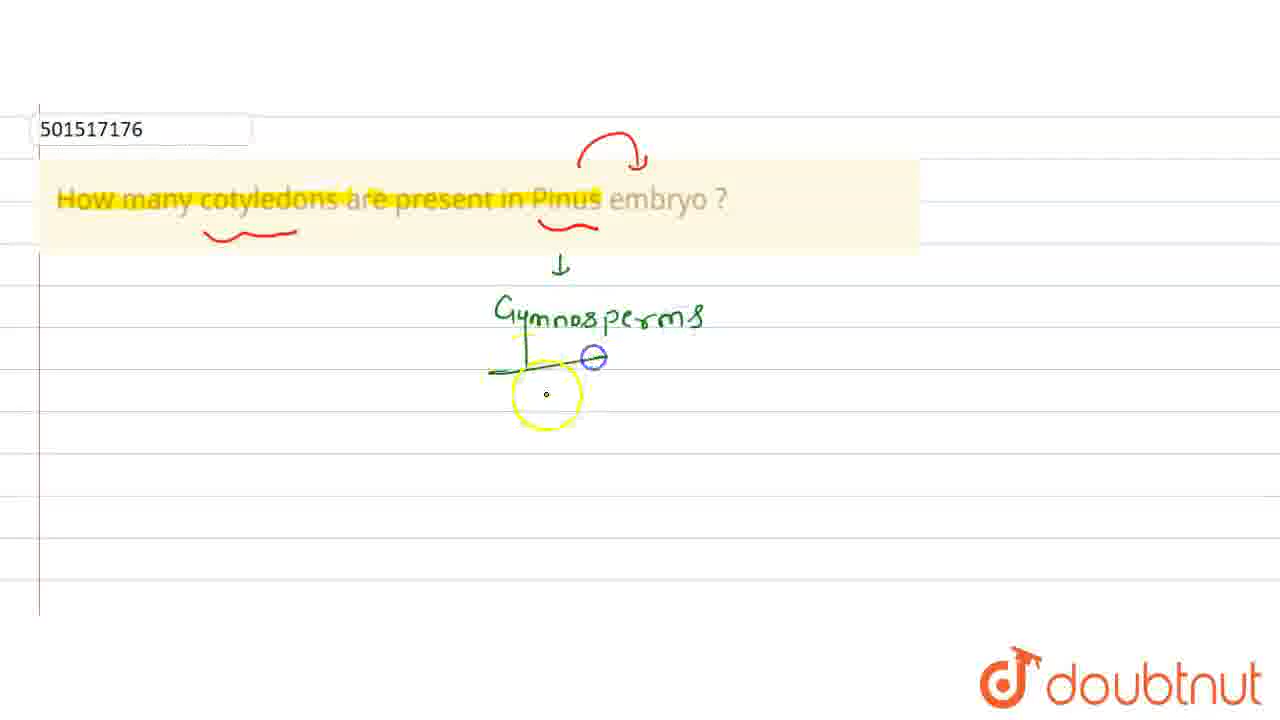 501517176
How many cotyledons are present in Pinus embryo ?
Gymnosperms
doubtnut